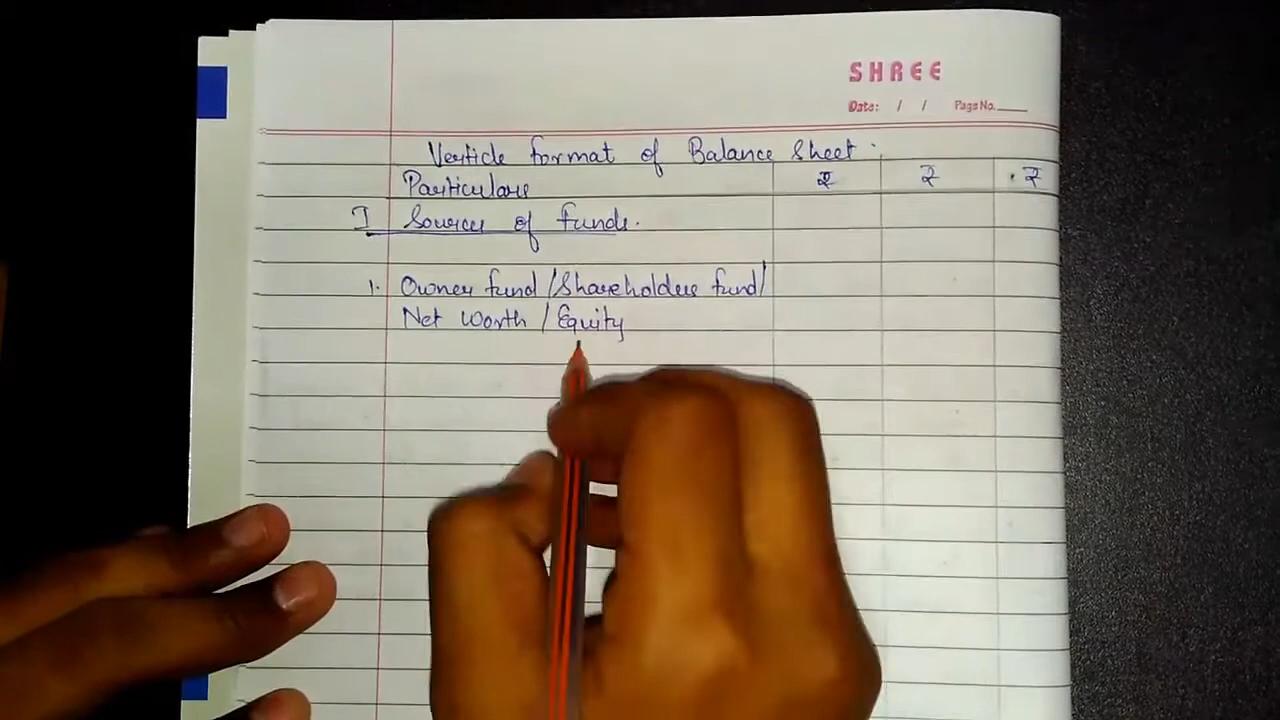 SHREE
Date: / / Page No.
Verticle format of Balance Sheet.
Particulars ₹ ₹ ₹
I Sources of funds.
1. Owner fund / Shareholders fund /
Net worth / Equity